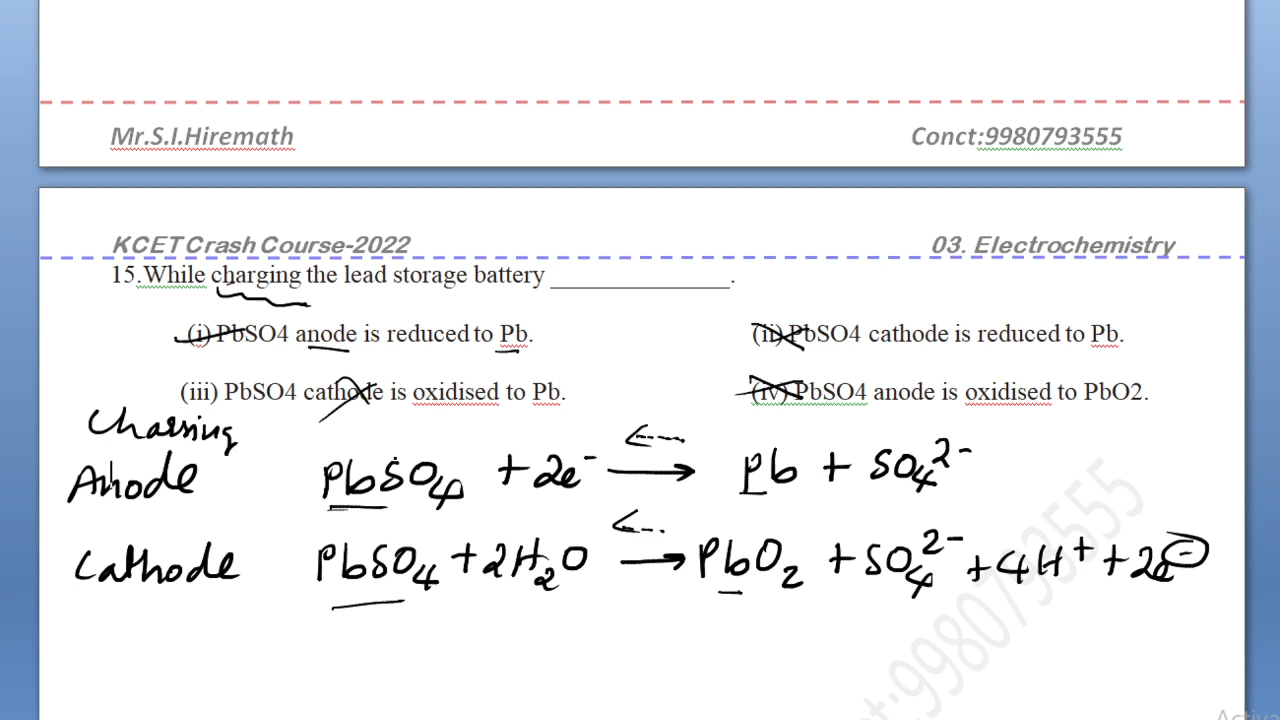 Mr.S.I.Hiremath Conct:9980793555
KCET Crash Course-2022 03. Electrochemistry
15.While charging the lead storage battery ______________.
(i) PbSO4 anode is reduced to Pb. (ii) PbSO4 cathode is reduced to Pb.
(iii) PbSO4 cathode is oxidised to Pb. (iv) PbSO4 anode is oxidised to PbO2.
Charging
Anode PbSO₄ + 2e⁻ → Pb + SO₄²⁻
Cathode PbSO₄ + 2H₂O → PbO₂ + SO₄²⁻ + 4H⁺ + 2e⁻
ct:9980793555